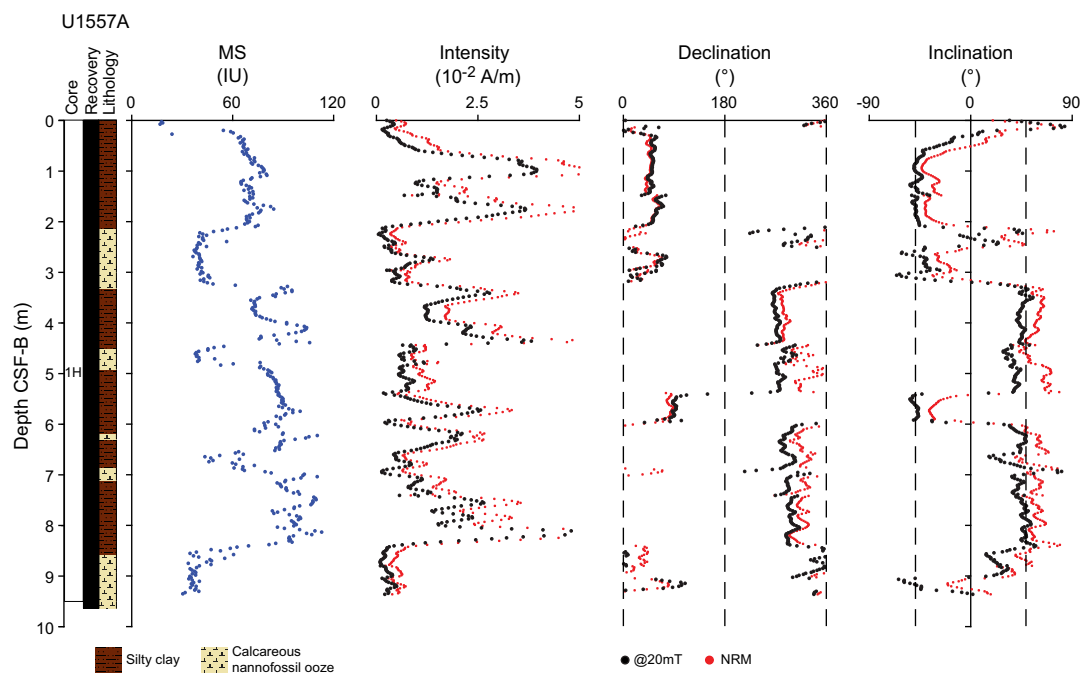 U1557A
Core
Recovery
Lithology
MS
(IU)
Intensity
(10-2 A/m)
Declination
(°)
Inclination
(°)
0 60 120
0 2.5 5
0 180 360
-90 0 90
Depth CSF-B (m)
0
1
2
3
4
5
6
7
8
9
10
1H
Silty clay
Calcareous
nannofossil ooze
@20mT
NRM